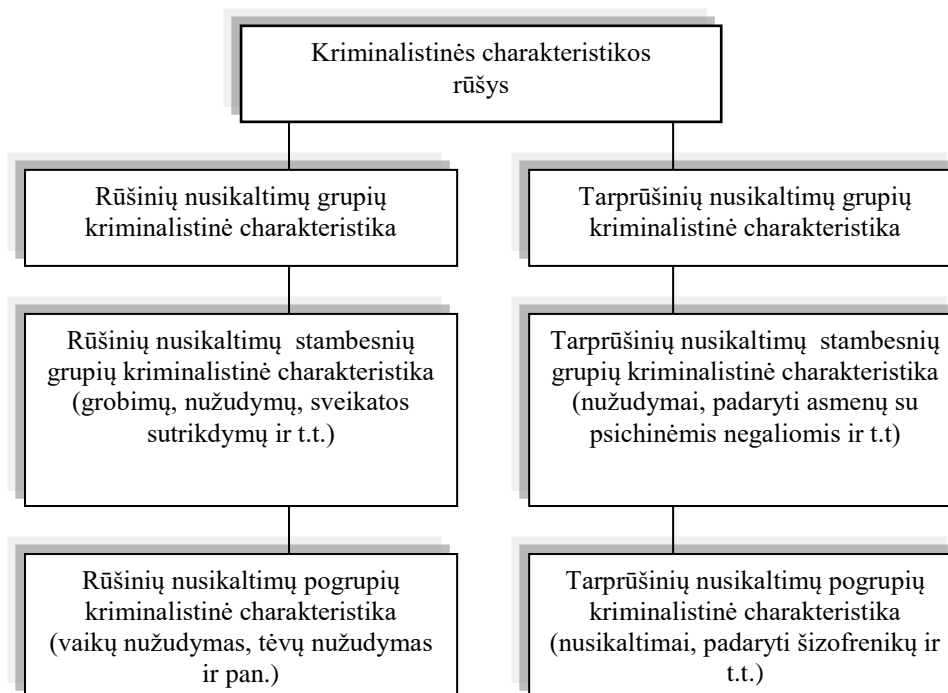 Kriminalistinės charakteristikos
rūšys
Rūšinių nusikaltimų grupių
kriminalistinė charakteristika
Tarprūšinių nusikaltimų grupių
kriminalistinė charakteristika
Rūšinių nusikaltimų stambesnių
grupių kriminalistinė charakteristika
(grobimų, nužudymų, sveikatos
sutrikdymų ir t.t.)
Tarprūšinių nusikaltimų stambesnių
grupių kriminalistinė charakteristika
(nužudymai, padaryti asmenų su
psichinėmis negaliomis ir t.t)
Rūšinių nusikaltimų pogrupių
kriminalistinė charakteristika
(vaikų nužudymas, tėvų nužudymas
ir pan.)
Tarprūšinių nusikaltimų pogrupių
kriminalistinė charakteristika
(nusikaltimai, padaryti šizofrenikų ir
t.t.)